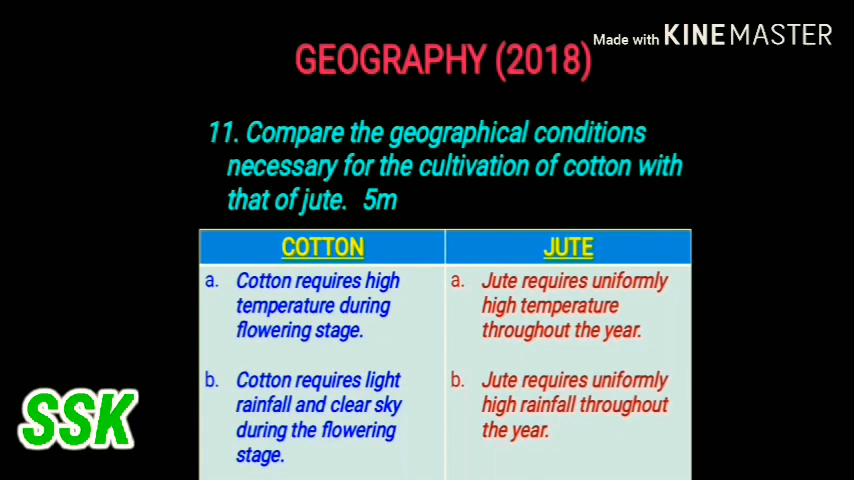 Made with KINEMASTER
GEOGRAPHY (2018)
11. Compare the geographical conditions
necessary for the cultivation of cotton with
that of jute. 5m
COTTON
JUTE
a. Cotton requires high
temperature during
flowering stage.
a. Jute requires uniformly
high temperature
throughout the year.
b. Cotton requires light
rainfall and clear sky
during the flowering
stage.
b. Jute requires uniformly
high rainfall throughout
the year.
SSK